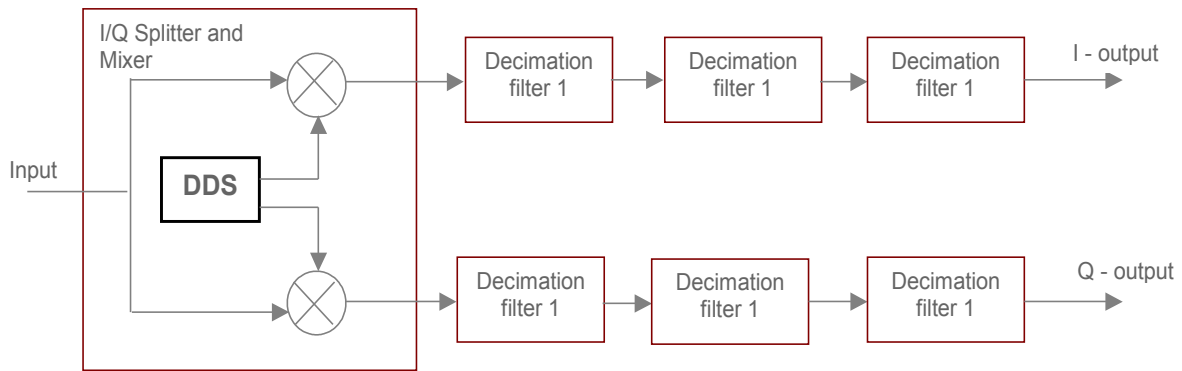 I/Q Splitter and
Mixer
Decimation
filter 1
Decimation
filter 1
Decimation
filter 1
I - output
Input
DDS
Decimation
filter 1
Decimation
filter 1
Decimation
filter 1
Q - output